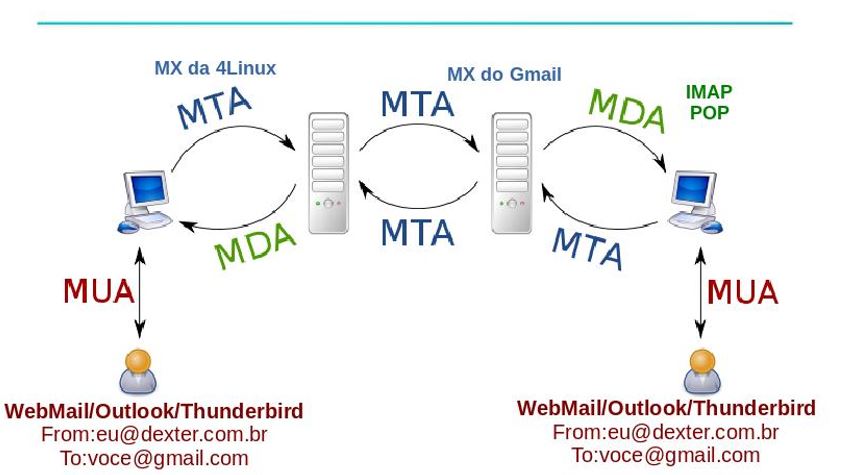 MX da 4Linux
MX do Gmail
MTA
MTA
MDA
IMAP
POP
MDA
MTA
MTA
MUA
MUA
WebMail/Outlook/Thunderbird
From:eu@dexter.com.br
To:voce@gmail.com
WebMail/Outlook/Thunderbird
From:eu@dexter.com.br
To:voce@gmail.com